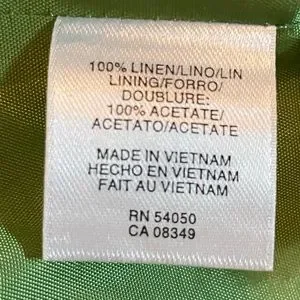 100% LINEN/LINO/LIN
LINING/FORRO/
DOUBLURE:
100% ACETATE/
ACETATO/ACETATE
MADE IN VIETNAM
HECHO EN VIETNAM
FAIT AU VIETNAM
RN 54050
CA 08349